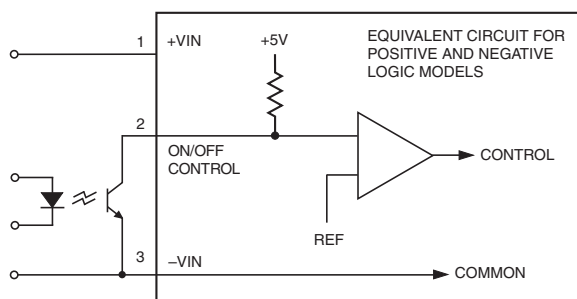 EQUIVALENT CIRCUIT FOR
POSITIVE AND NEGATIVE
LOGIC MODELS
1
+VIN
+5V
2
ON/OFF
CONTROL
CONTROL
REF
3
–VIN
COMMON